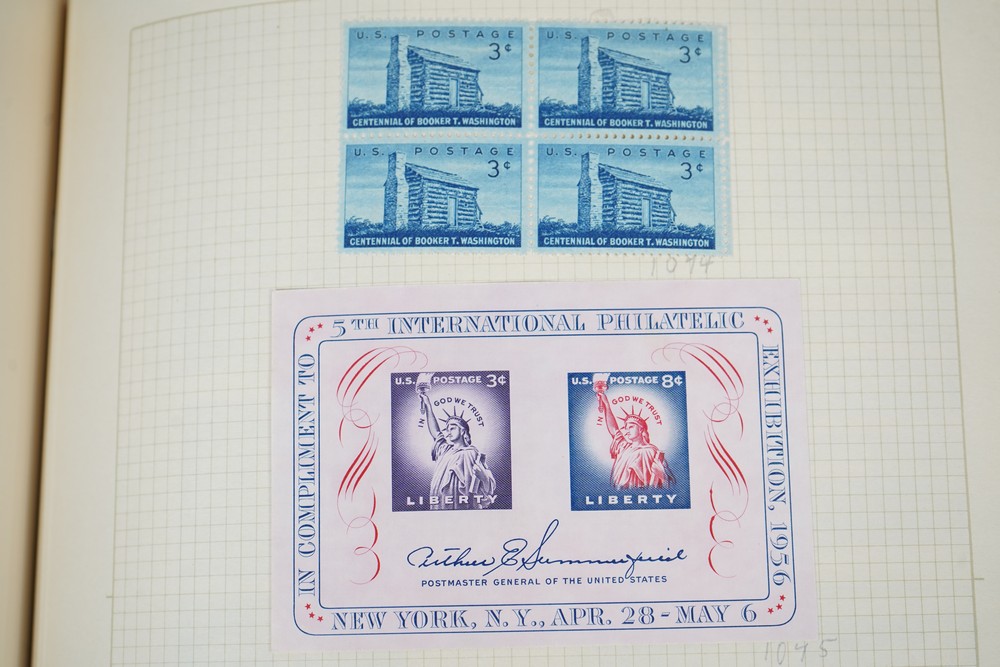 U.S. POSTAGE
3¢
CENTENNIAL OF BOOKER T. WASHINGTON
U.S. POSTAGE
3¢
CENTENNIAL OF BOOKER T. WASHINGTON
U.S. POSTAGE
3¢
CENTENNIAL OF BOOKER T. WASHINGTON
U.S. POSTAGE
3¢
CENTENNIAL OF BOOKER T. WASHINGTON
1074
IN COMPLIMENT TO
5TH INTERNATIONAL PHILATELIC
EXHIBITION, 1956
U.S. POSTAGE 3¢
IN GOD WE TRUST
LIBERTY
U.S. POSTAGE 8¢
IN GOD WE TRUST
LIBERTY
Arthur E Summerfield
POSTMASTER GENERAL OF THE UNITED STATES
NEW YORK, N.Y., APR. 28 - MAY 6
1075